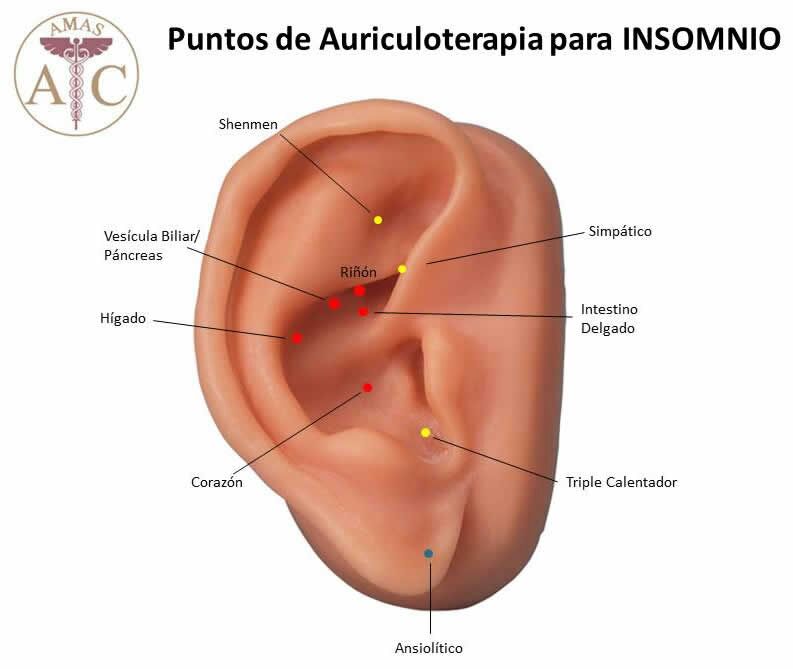 AMAS
A C
Puntos de Auriculoterapia para INSOMNIO
Shenmen
Vesícula Biliar/
Páncreas
Riñón
Simpático
Hígado
Intestino
Delgado
Corazón
Triple Calentador
Ansiolítico